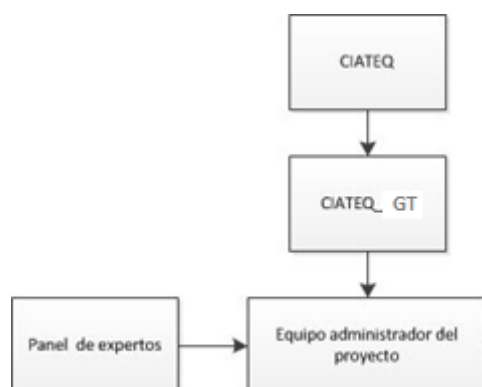 CIATEQ
CIATEQ_ GT
Panel de expertos
Equipo administrador del
proyecto